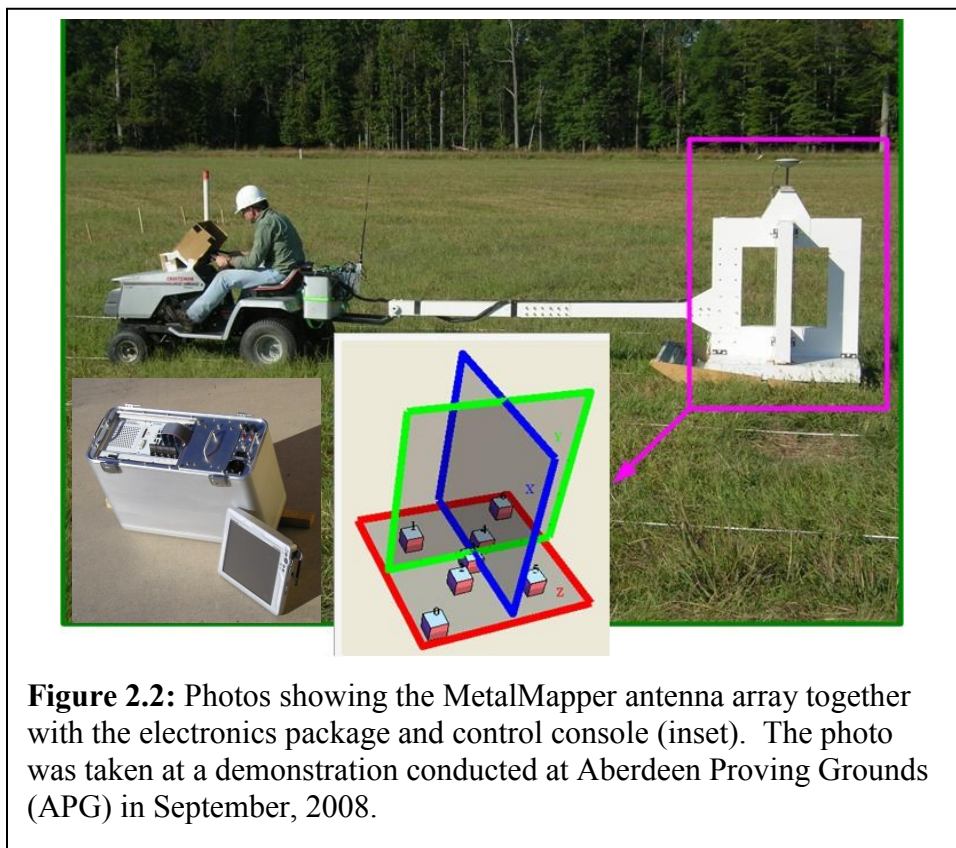 CRAFTSMAN
Y
X
Z
Figure 2.2: Photos showing the MetalMapper antenna array together
with the electronics package and control console (inset).  The photo
was taken at a demonstration conducted at Aberdeen Proving Grounds
(APG) in September, 2008.